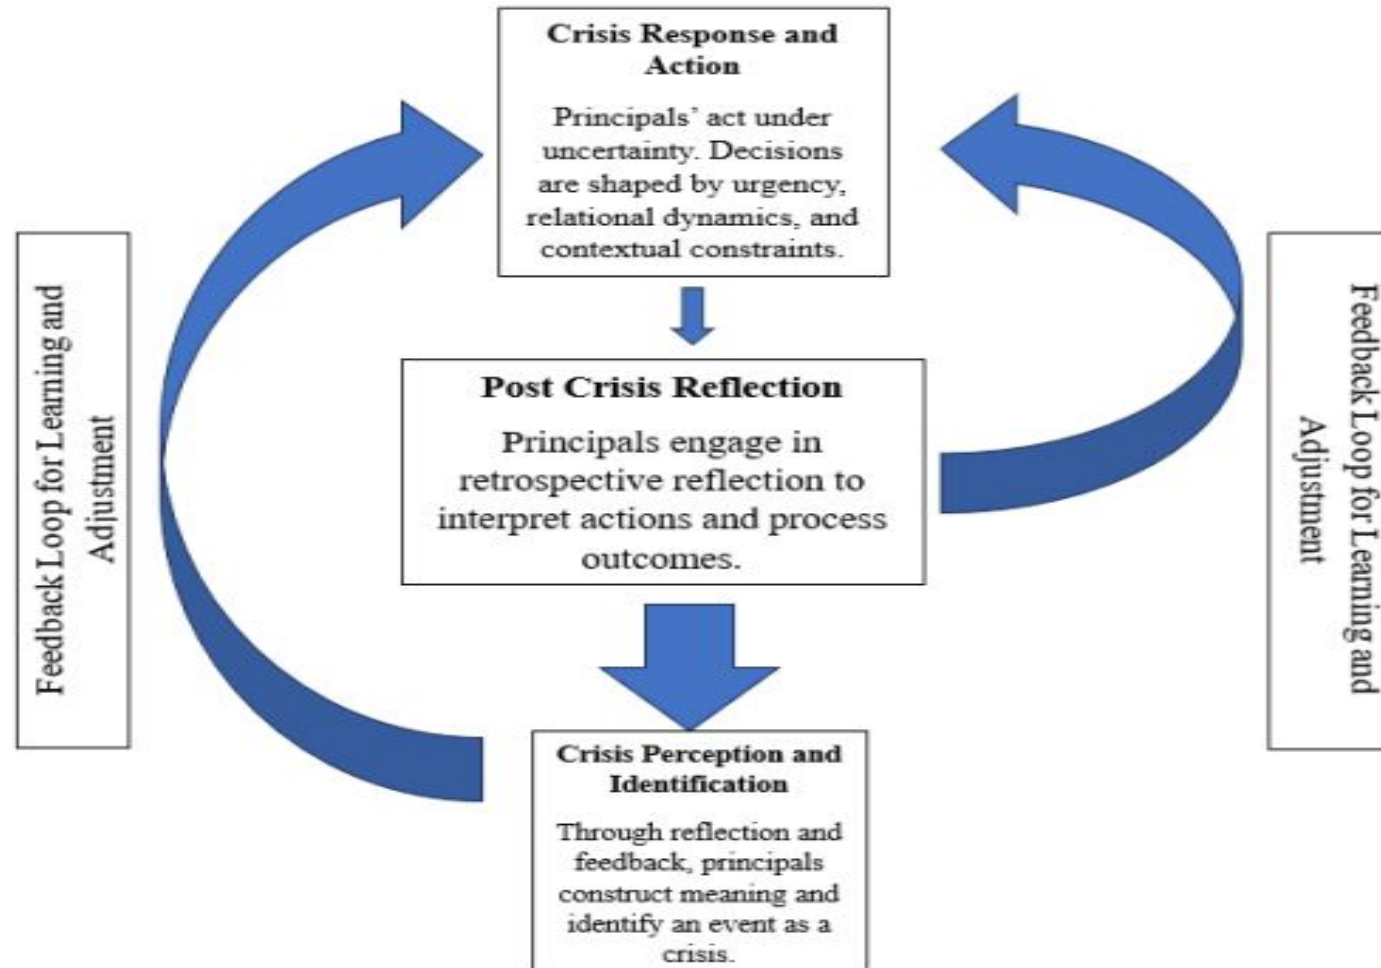 Crisis Response and
Action
Principals’ act under
uncertainty. Decisions
are shaped by urgency,
relational dynamics, and
contextual constraints.
Feedback Loop for Learning and
Adjustment
Post Crisis Reflection
Principals engage in
retrospective reflection to
interpret actions and process
outcomes.
Feedback Loop for Learning and
Adjustment
Crisis Perception and
Identification
Through reflection and
feedback, principals
construct meaning and
identify an event as a
crisis.